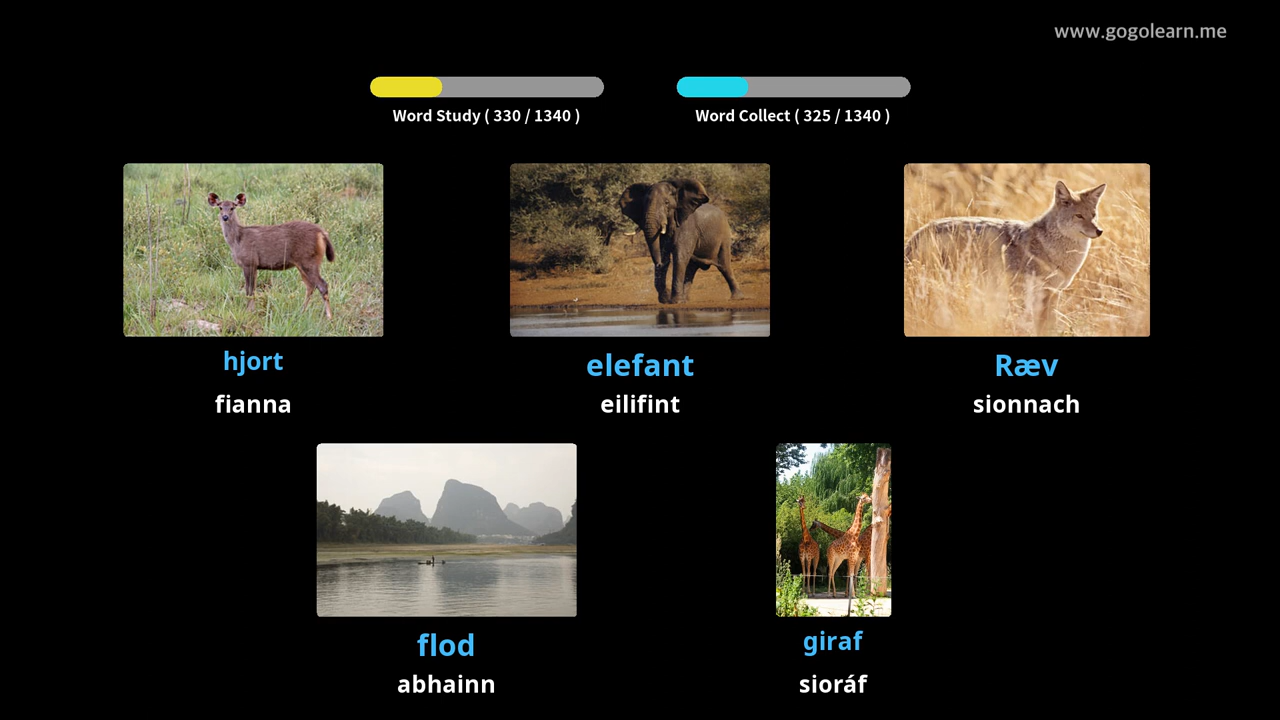 www.gogolearn.me
Word Study ( 330 / 1340 )
Word Collect ( 325 / 1340 )
hjort
fianna
elefant
eilifint
Ræv
sionnach
flod
abhainn
giraf
sioráf